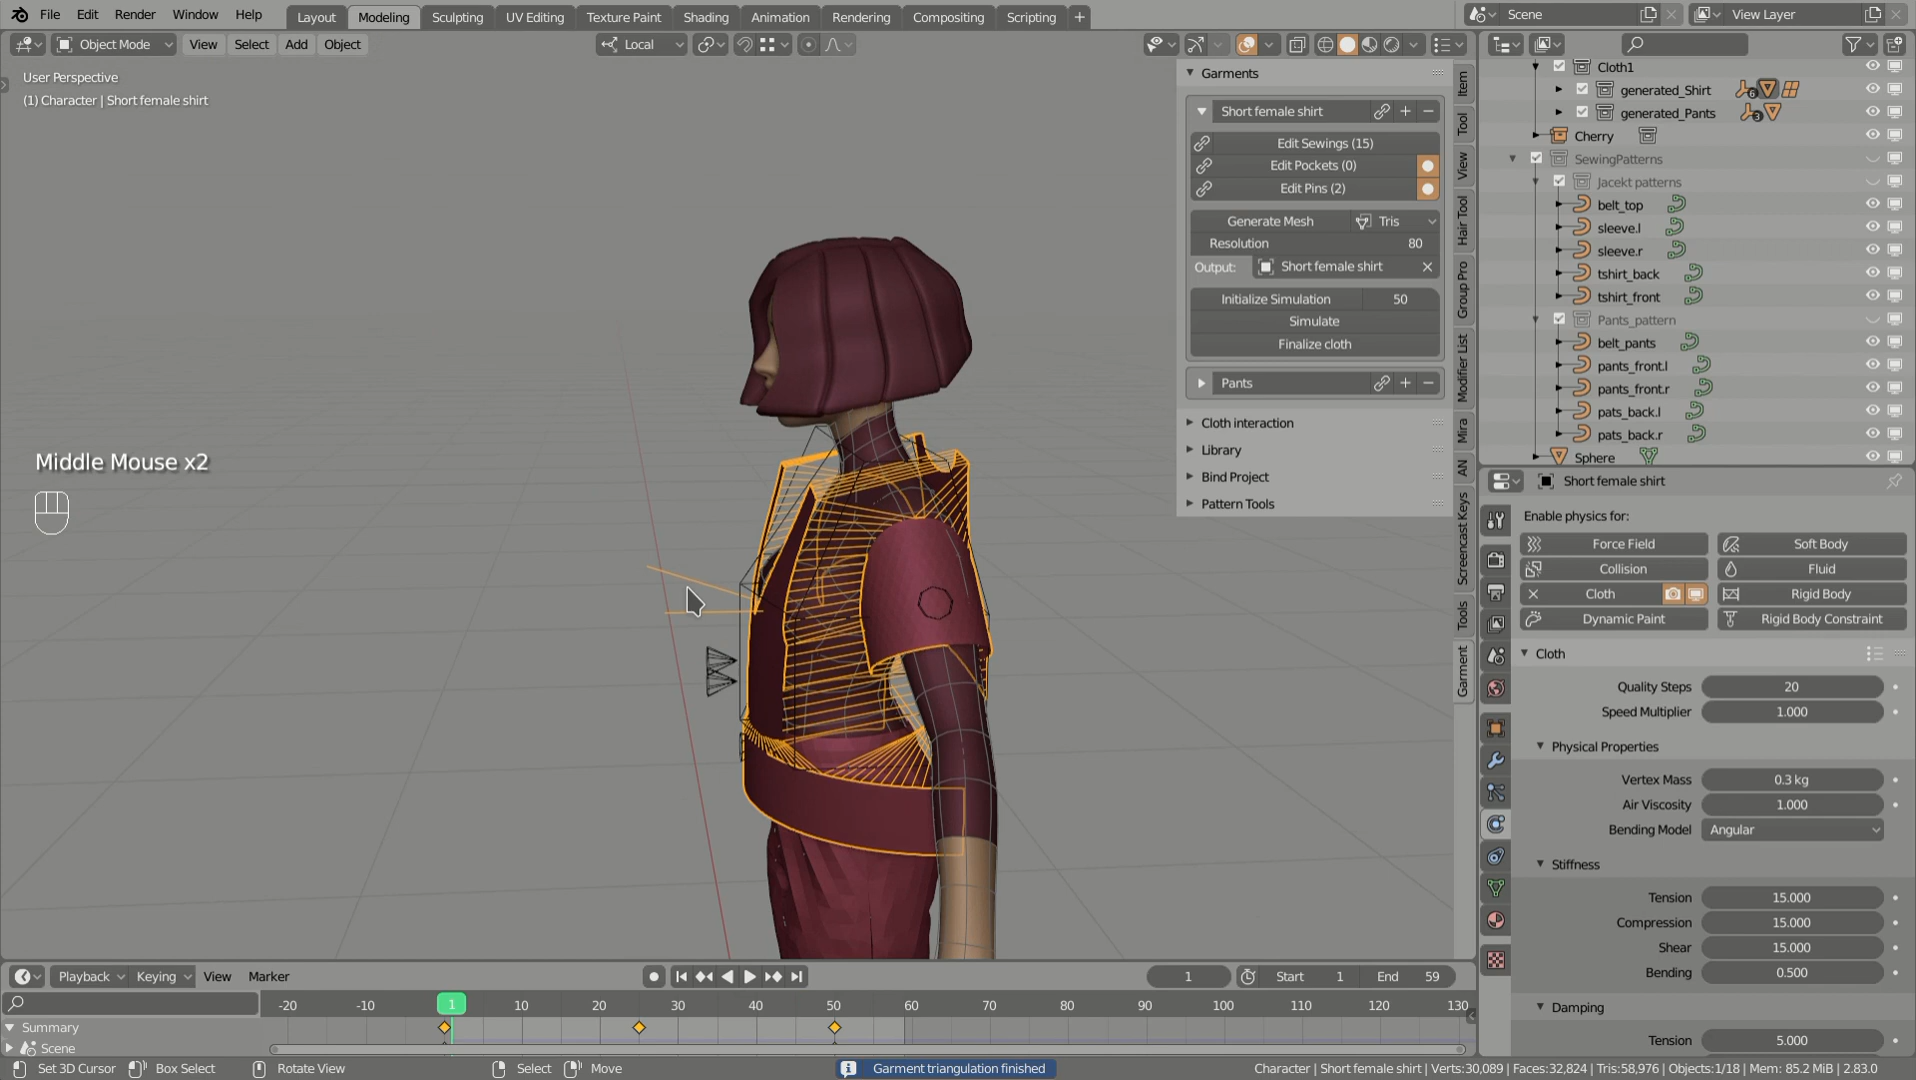 File Edit Render Window Help
Layout Modeling Sculpting UV Editing Texture Paint Shading Animation Rendering Compositing Scripting +
Scene
View Layer
Object Mode View Select Add Object
Local
User Perspective
(1) Character | Short female shirt
Middle Mouse x2
Garments
Short female shirt
Edit Sewings (15)
Edit Pockets (0)
Edit Pins (2)
Generate Mesh Tris
Resolution 80
Output: Short female shirt
Initialize Simulation 50
Simulate
Finalize cloth
Pants
Cloth interaction
Library
Bind Project
Pattern Tools
Item
Tool
View
Hair Tool
Group Pro
Modifier List
Mira
AN
Screencast Keys
Tools
Garment
Cloth1
generated_Shirt 6
generated_Pants 3
Cherry
SewingPatterns
Jacekt patterns
belt_top
sleeve.l
sleeve.r
tshirt_back
tshirt_front
Pants_pattern
belt_pants
pants_front.l
pants_front.r
pats_back.l
pats_back.r
Sphere
Short female shirt
Enable physics for:
Force Field Soft Body
Collision Fluid
Cloth Rigid Body
Dynamic Paint Rigid Body Constraint
Cloth
Quality Steps 20
Speed Multiplier 1.000
Physical Properties
Vertex Mass 0.3 kg
Air Viscosity 1.000
Bending Model Angular
Stiffness
Tension 15.000
Compression 15.000
Shear 15.000
Bending 0.500
Damping
Tension 5.000
Playback Keying View Marker
1 Start 1 End 59
-20 -10 1 10 20 30 40 50 60 70 80 90 100 110 120 130
Summary
Scene
Set 3D Cursor Box Select Rotate View Select Move
Garment triangulation finished
Character | Short female shirt | Verts:30,089 | Faces:32,824 | Tris:58,976 | Objects:1/18 | Mem: 85.2 MiB | 2.83.0